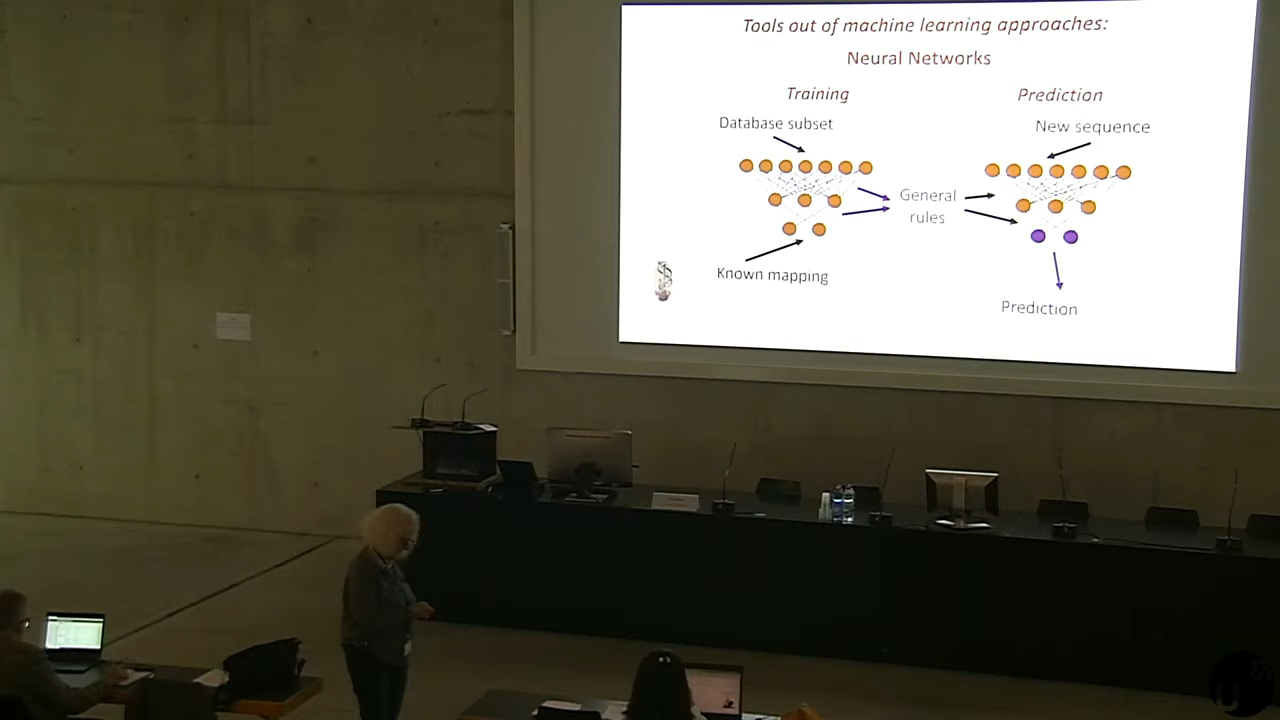 Tools out of machine learning approaches:
Neural Networks
Training
Prediction
Database subset
New sequence
General
rules
Known mapping
Prediction